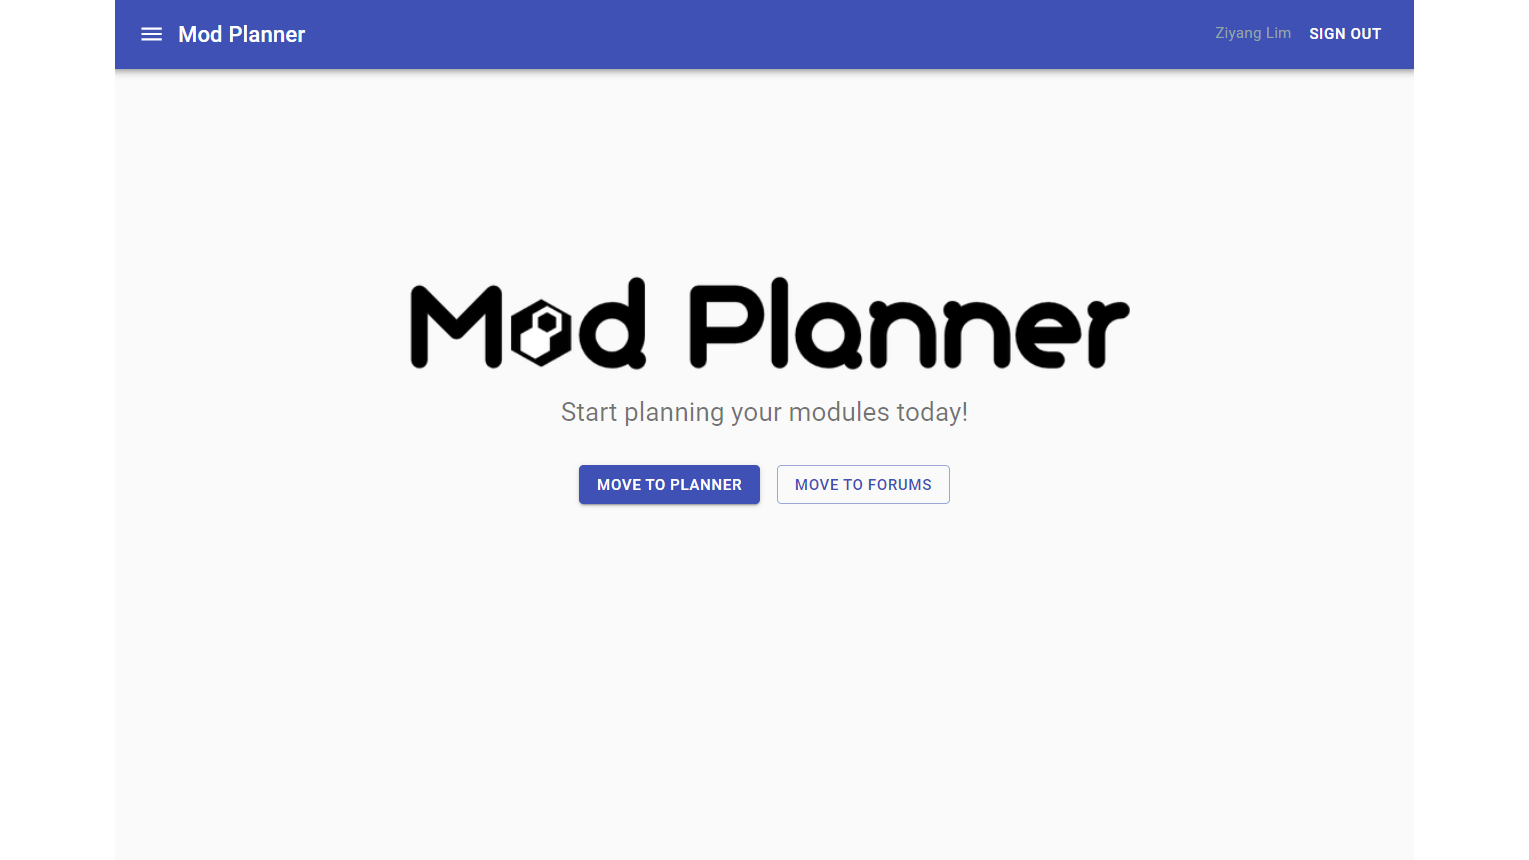 Mod Planner
Ziyang Lim
SIGN OUT
Mod Planner
Start planning your modules today!
MOVE TO PLANNER
MOVE TO FORUMS